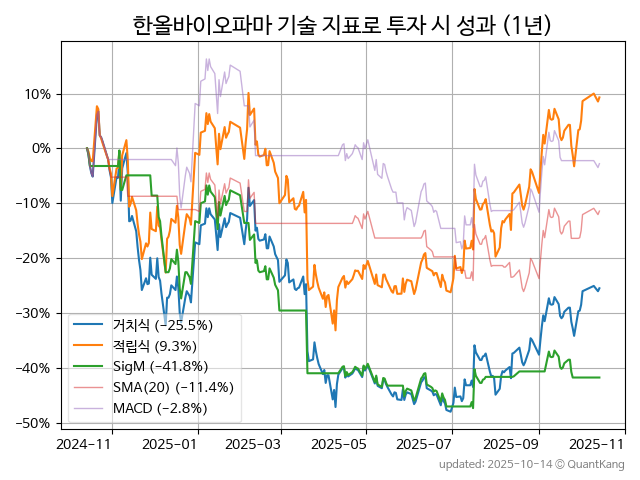 한올바이오파마 기술 지표로 투자 시 성과 (1년)
10%
0%
−10%
−20%
−30%
−40%
−50%
거치식 (−25.5%)
적립식 (9.3%)
SigM (−41.8%)
SMA(20) (−11.4%)
MACD (−2.8%)
2024−11 2025−01 2025−03 2025−05 2025−07 2025−09 2025−11
updated: 2025-10-14 © QuantKang